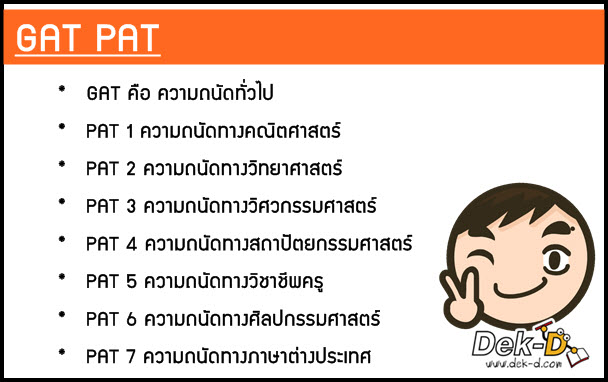 GAT PAT
* GAT คือ ความถนัดทั่วไป
* PAT 1 ความถนัดทางคณิตศาสตร์
* PAT 2 ความถนัดทางวิทยาศาสตร์
* PAT 3 ความถนัดทางวิศวกรรมศาสตร์
* PAT 4 ความถนัดทางสถาปัตยกรรมศาสตร์
* PAT 5 ความถนัดทางวิชาชีพครู
* PAT 6 ความถนัดทางศิลปกรรมศาสตร์
* PAT 7 ความถนัดทางภาษาต่างประเทศ
Dek-D
www.dek-d.com